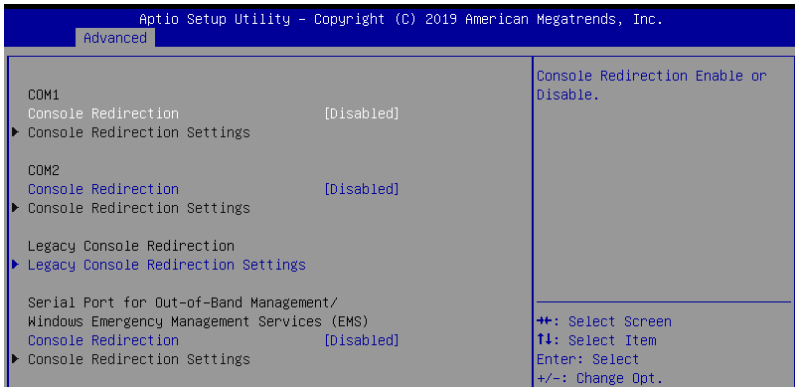 Aptio Setup Utility – Copyright (C) 2019 American Megatrends, Inc.
Advanced
COM1
Console Redirection [Disabled]
Console Redirection Settings
COM2
Console Redirection [Disabled]
Console Redirection Settings
Legacy Console Redirection
Legacy Console Redirection Settings
Serial Port for Out-of-Band Management/
Windows Emergency Management Services (EMS)
Console Redirection [Disabled]
Console Redirection Settings
Console Redirection Enable or
Disable.
→←: Select Screen
↑↓: Select Item
Enter: Select
+/-: Change Opt.